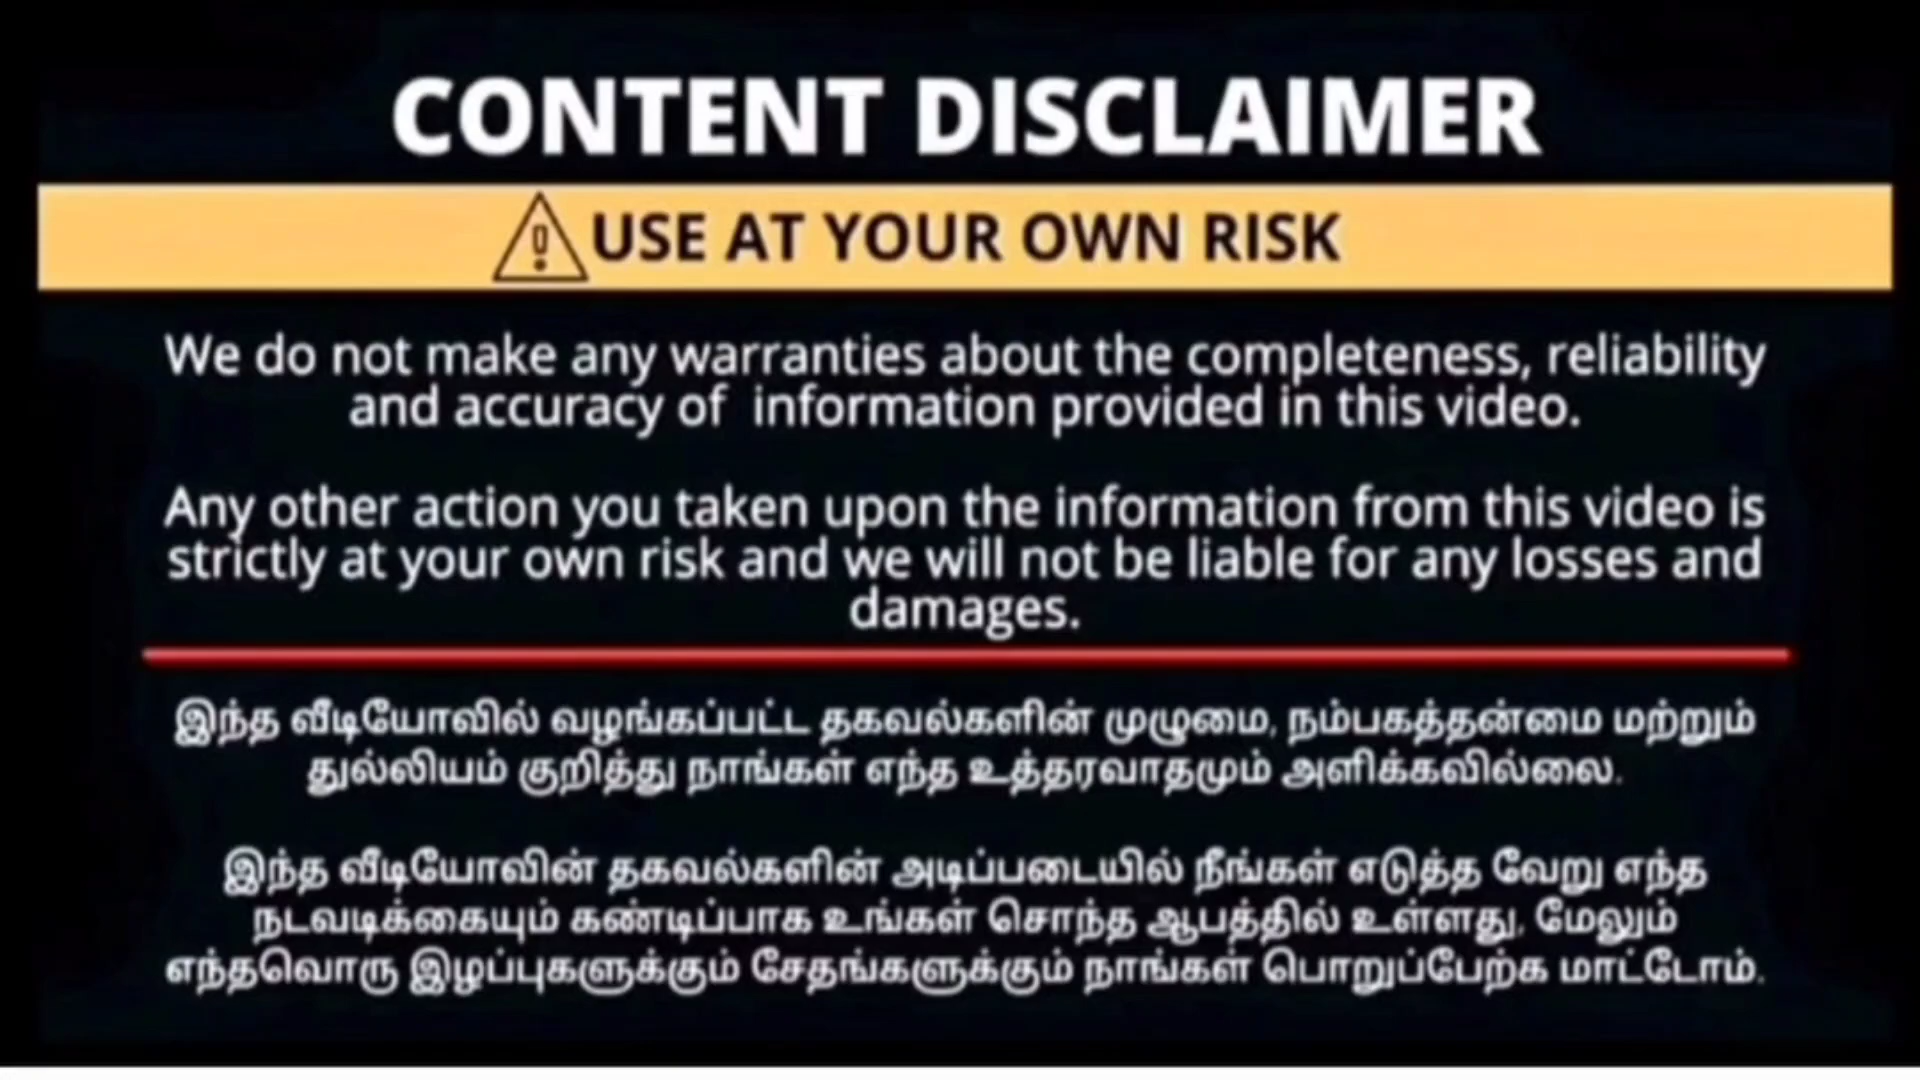 CONTENT DISCLAIMER
USE AT YOUR OWN RISK
We do not make any warranties about the completeness, reliability
and accuracy of information provided in this video.
Any other action you taken upon the information from this video is
strictly at your own risk and we will not be liable for any losses and
damages.
இந்த வீடியோவில் வழங்கப்பட்ட தகவல்களின் முழுமை, நம்பகத்தன்மை மற்றும்
துல்லியம் குறித்து நாங்கள் எந்த உத்தரவாதமும் அளிக்கவில்லை.
இந்த வீடியோவின் தகவல்களின் அடிப்படையில் நீங்கள் எடுத்த வேறு எந்த
நடவடிக்கையும் கண்டிப்பாக உங்கள் சொந்த ஆபத்தில் உள்ளது, மேலும்
எந்தவொரு இழப்புகளுக்கும் சேதங்களுக்கும் நாங்கள் பொறுப்பேற்க மாட்டோம்.